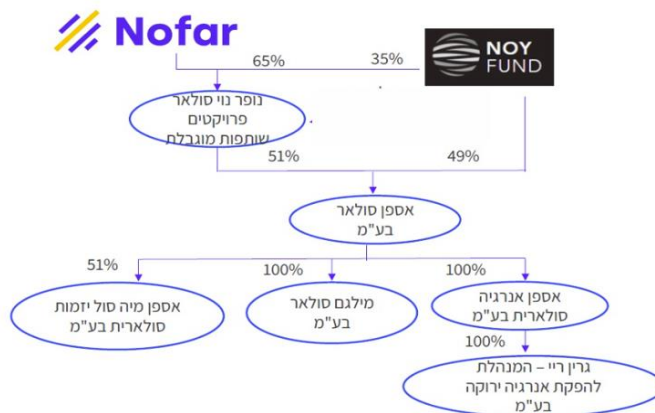 Nofar
NOY
FUND
65%
35%
נופר נוי סולאר
פרויקטים
שותפות מוגבלת
51%
49%
אספן סולאר
בע"מ
51%
100%
100%
אספן מיה סול יזמות
סולארית בע"מ
מילגם סולאר
בע"מ
אספן אנרגיה
סולארית בע"מ
100%
גרין ריי – המנהלת
להפקת אנרגיה ירוקה
בע"מ